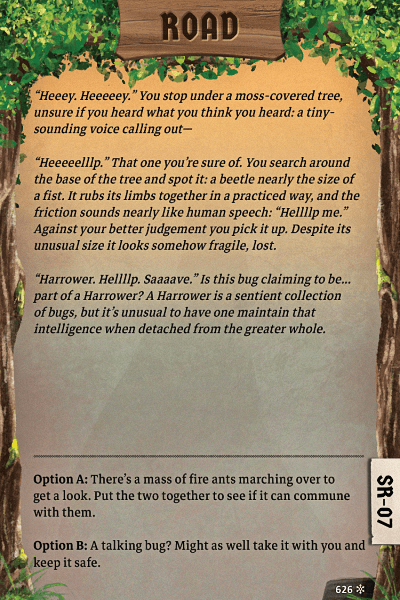 ROAD
“Heeey. Heeeeey.” You stop under a moss-covered tree,
unsure if you heard what you think you heard: a tiny-
sounding voice calling out—
“Heeeeelllp.” That one you’re sure of. You search around
the base of the tree and spot it: a beetle nearly the size of
a fist. It rubs its limbs together in a practiced way, and the
friction sounds nearly like human speech: “Hellllp me.”
Against your better judgement you pick it up. Despite its
unusual size it looks somehow fragile, lost.
“Harrower. Hellllp. Saaaave.” Is this bug claiming to be...
part of a Harrower? A Harrower is a sentient collection
of bugs, but it’s unusual to have one maintain that
intelligence when detached from the greater whole.
Option A: There’s a mass of fire ants marching over to
get a look. Put the two together to see if it can commune
with them.
SR-07
Option B: A talking bug? Might as well take it with you and
keep it safe.
626